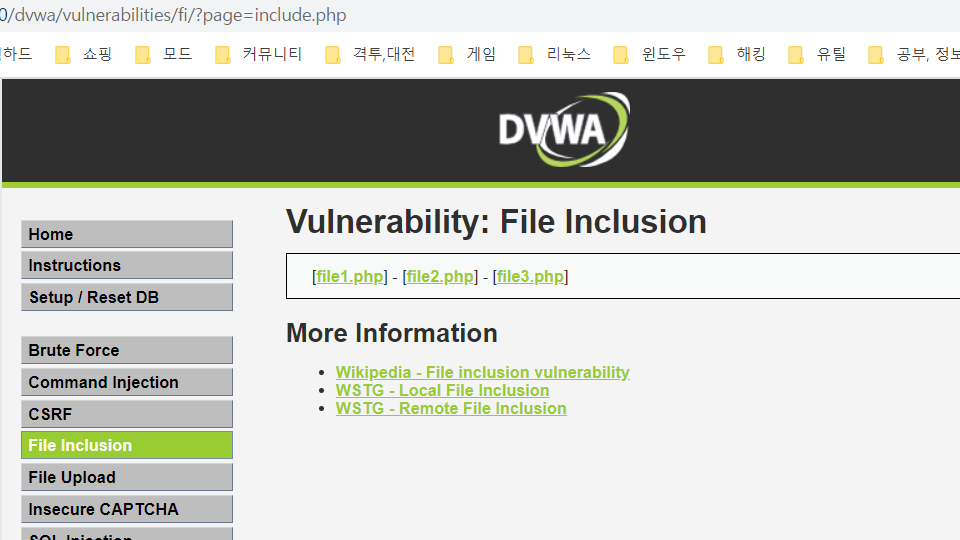 0/dvwa/vulnerabilities/fi/?page=include.php
하드 쇼핑 모드 커뮤니티 격투,대전 게임 리눅스 윈도우 해킹 유틸 공부, 정보
DVWA
Home
Instructions
Setup / Reset DB
Brute Force
Command Injection
CSRF
File Inclusion
File Upload
Insecure CAPTCHA
SQL Injection
Vulnerability: File Inclusion
[file1.php] - [file2.php] - [file3.php]
More Information
Wikipedia - File inclusion vulnerability
WSTG - Local File Inclusion
WSTG - Remote File Inclusion